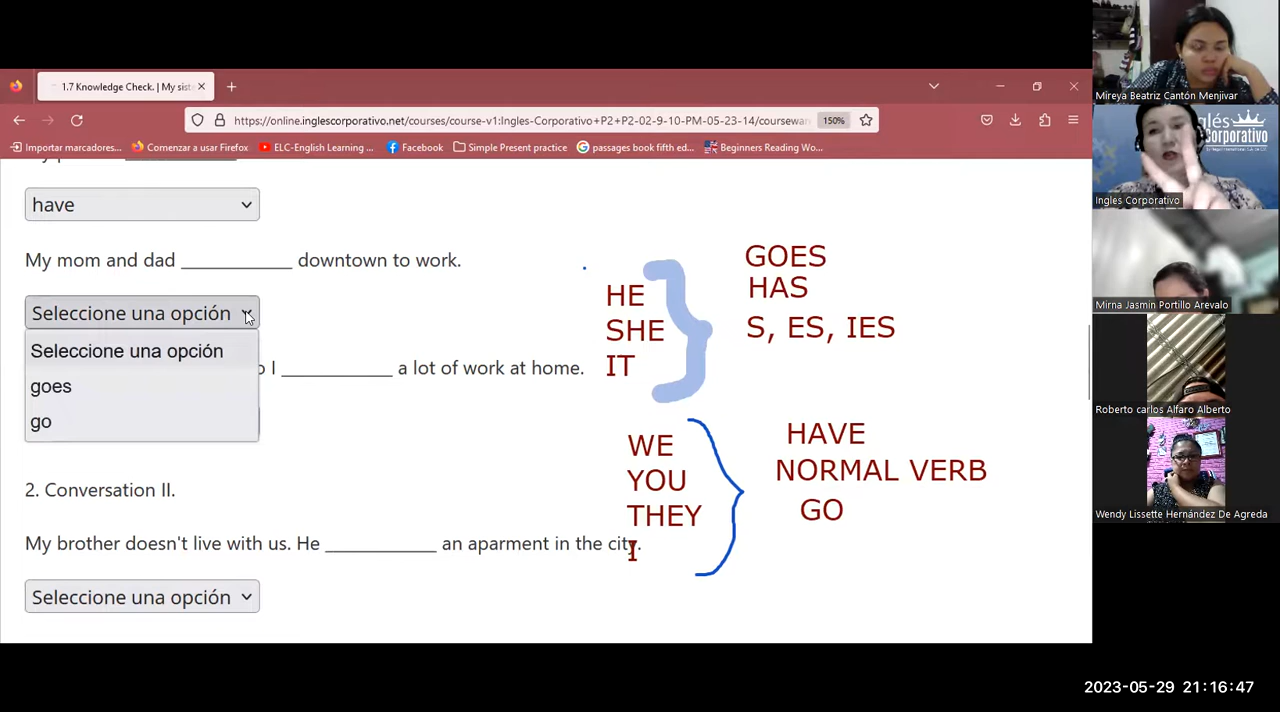 1.7 Knowledge Check. | My sist
https://online.inglescorporativo.net/courses/course-v1:Ingles-Corporativo+P2+P2-02-9-10-PM-05-23-14/coursewar
150%
Importar marcadores...
Comenzar a usar Firefox
ELC-English Learning ...
Facebook
Simple Present practice
passages book fifth ed...
Beginners Reading Wo...
have
My mom and dad ____________ downtown to work.
Seleccione una opción
Seleccione una opción
goes
go
o I ____________ a lot of work at home.
2. Conversation II.
My brother doesn't live with us. He ____________ an aparment in the city.
Seleccione una opción
HE
SHE
IT
GOES
HAS
S, ES, IES
WE
YOU
THEY
I
HAVE
NORMAL VERB
GO
Mireya Beatriz Cantón Menjivar
glés
corporativo
Ingles Corporativo
Mirna Jasmin Portillo Arevalo
Roberto carlos Alfaro Alberto
Wendy Lissette Hernández De Agreda
2023-05-29 21:16:47